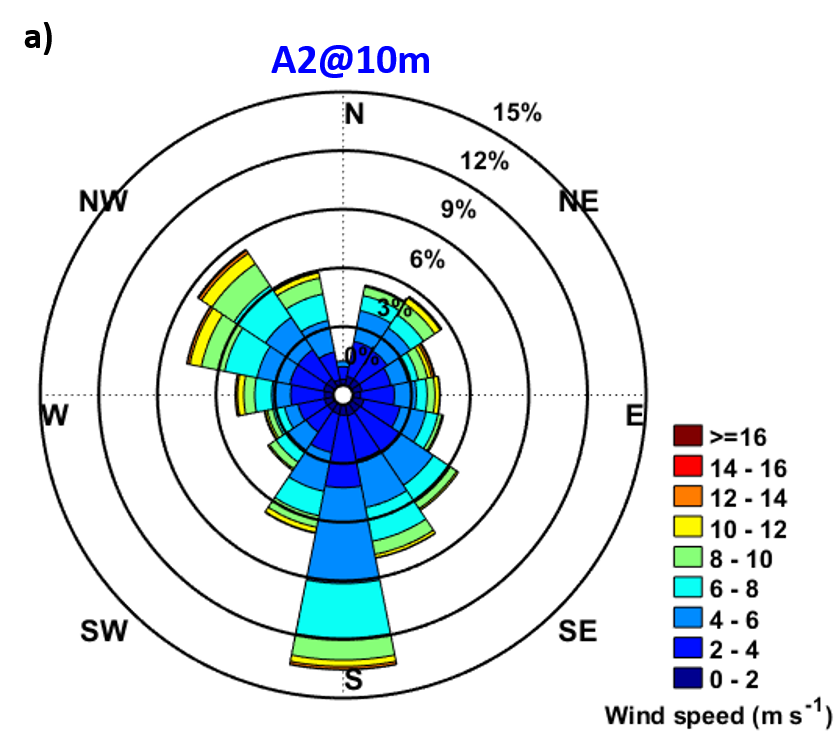 a)
A2@10m
N
15%
12%
NW
NE
9%
6%
3%
0%
W
E
>=16
14 - 16
12 - 14
10 - 12
8 - 10
6 - 8
SW
SE
4 - 6
2 - 4
S
0 - 2
Wind speed (m s⁻¹)